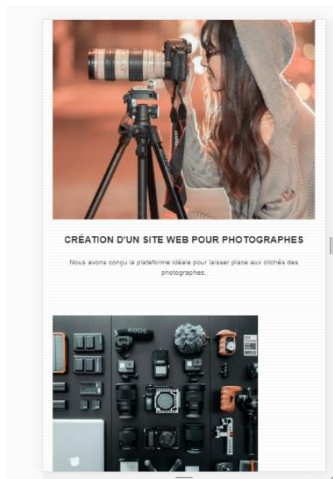 CRÉATION D'UN SITE WEB POUR PHOTOGRAPHES
Nous avons conçu la plateforme idéale pour laisser place aux clichés des
photographes.